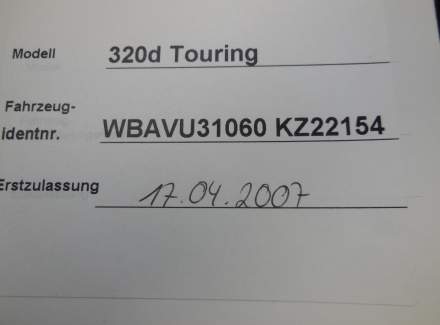 Modell 320d Touring
Fahrzeug-
identnr. WBAVU31060 KZ22154
Erstzulassung 17.04.2007